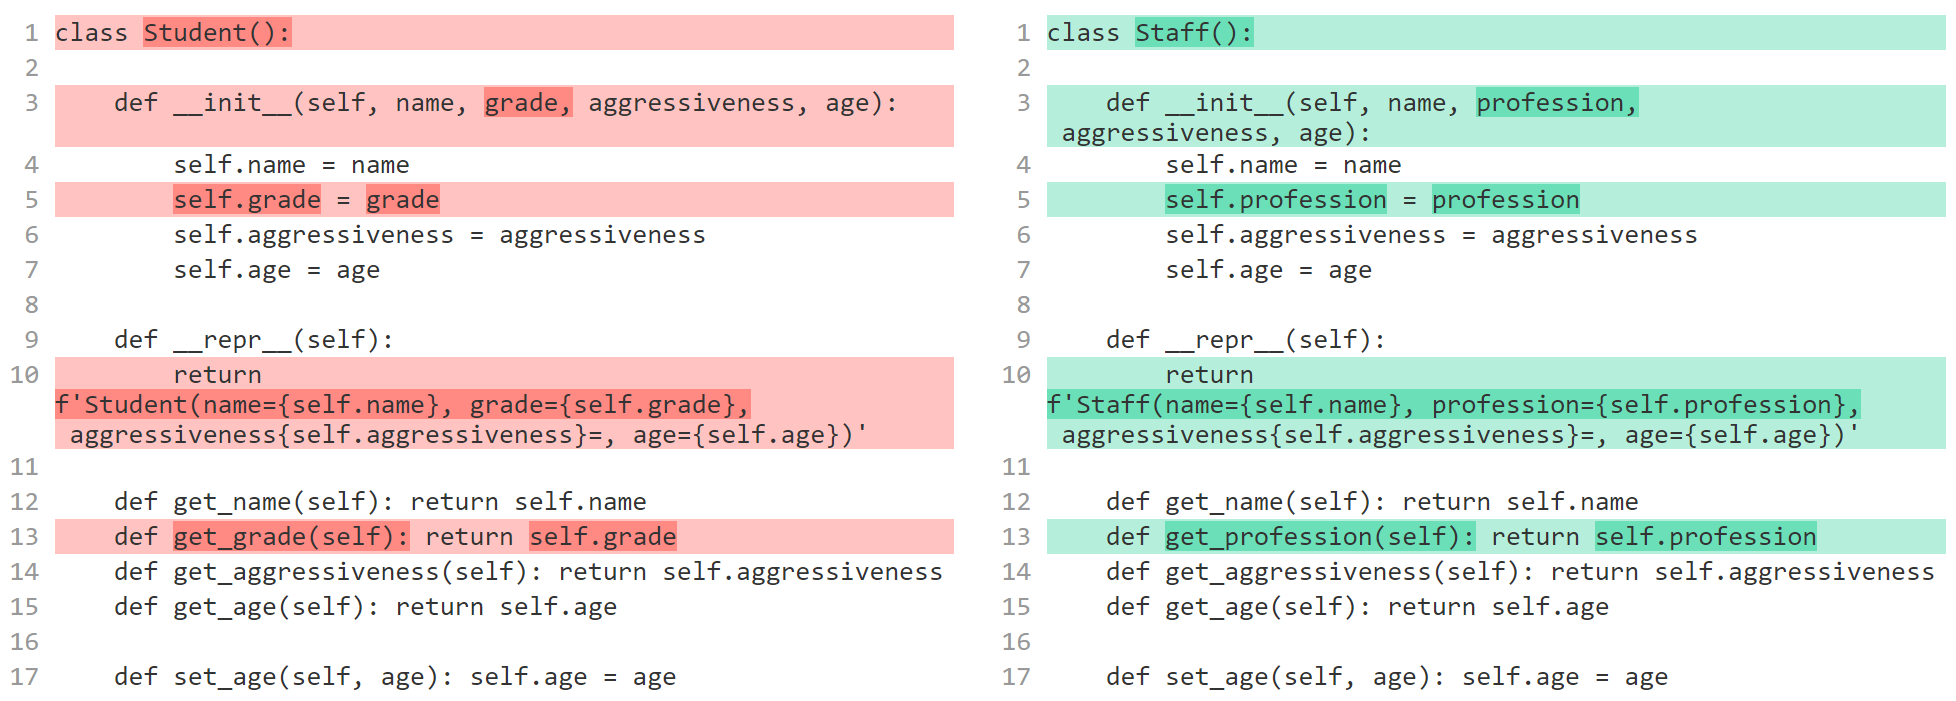 1 class Student():
2
3     def __init__(self, name, grade, aggressiveness, age):
4         self.name = name
5         self.grade = grade
6         self.aggressiveness = aggressiveness
7         self.age = age
8
9     def __repr__(self):
10         return
f'Student(name={self.name}, grade={self.grade},
 aggressiveness{self.aggressiveness}=, age={self.age})'
11
12     def get_name(self): return self.name
13     def get_grade(self): return self.grade
14     def get_aggressiveness(self): return self.aggressiveness
15     def get_age(self): return self.age
16
17     def set_age(self, age): self.age = age
1 class Staff():
2
3     def __init__(self, name, profession,
 aggressiveness, age):
4         self.name = name
5         self.profession = profession
6         self.aggressiveness = aggressiveness
7         self.age = age
8
9     def __repr__(self):
10         return
f'Staff(name={self.name}, profession={self.profession},
 aggressiveness{self.aggressiveness}=, age={self.age})'
11
12     def get_name(self): return self.name
13     def get_profession(self): return self.profession
14     def get_aggressiveness(self): return self.aggressiveness
15     def get_age(self): return self.age
16
17     def set_age(self, age): self.age = age